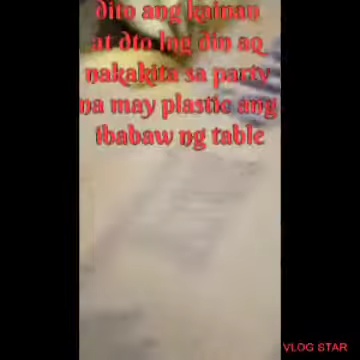 dito ang kainan
at dto lng din aq
nakakita sa party
na may plastic ang
ibabaw ng table
VLOG STAR